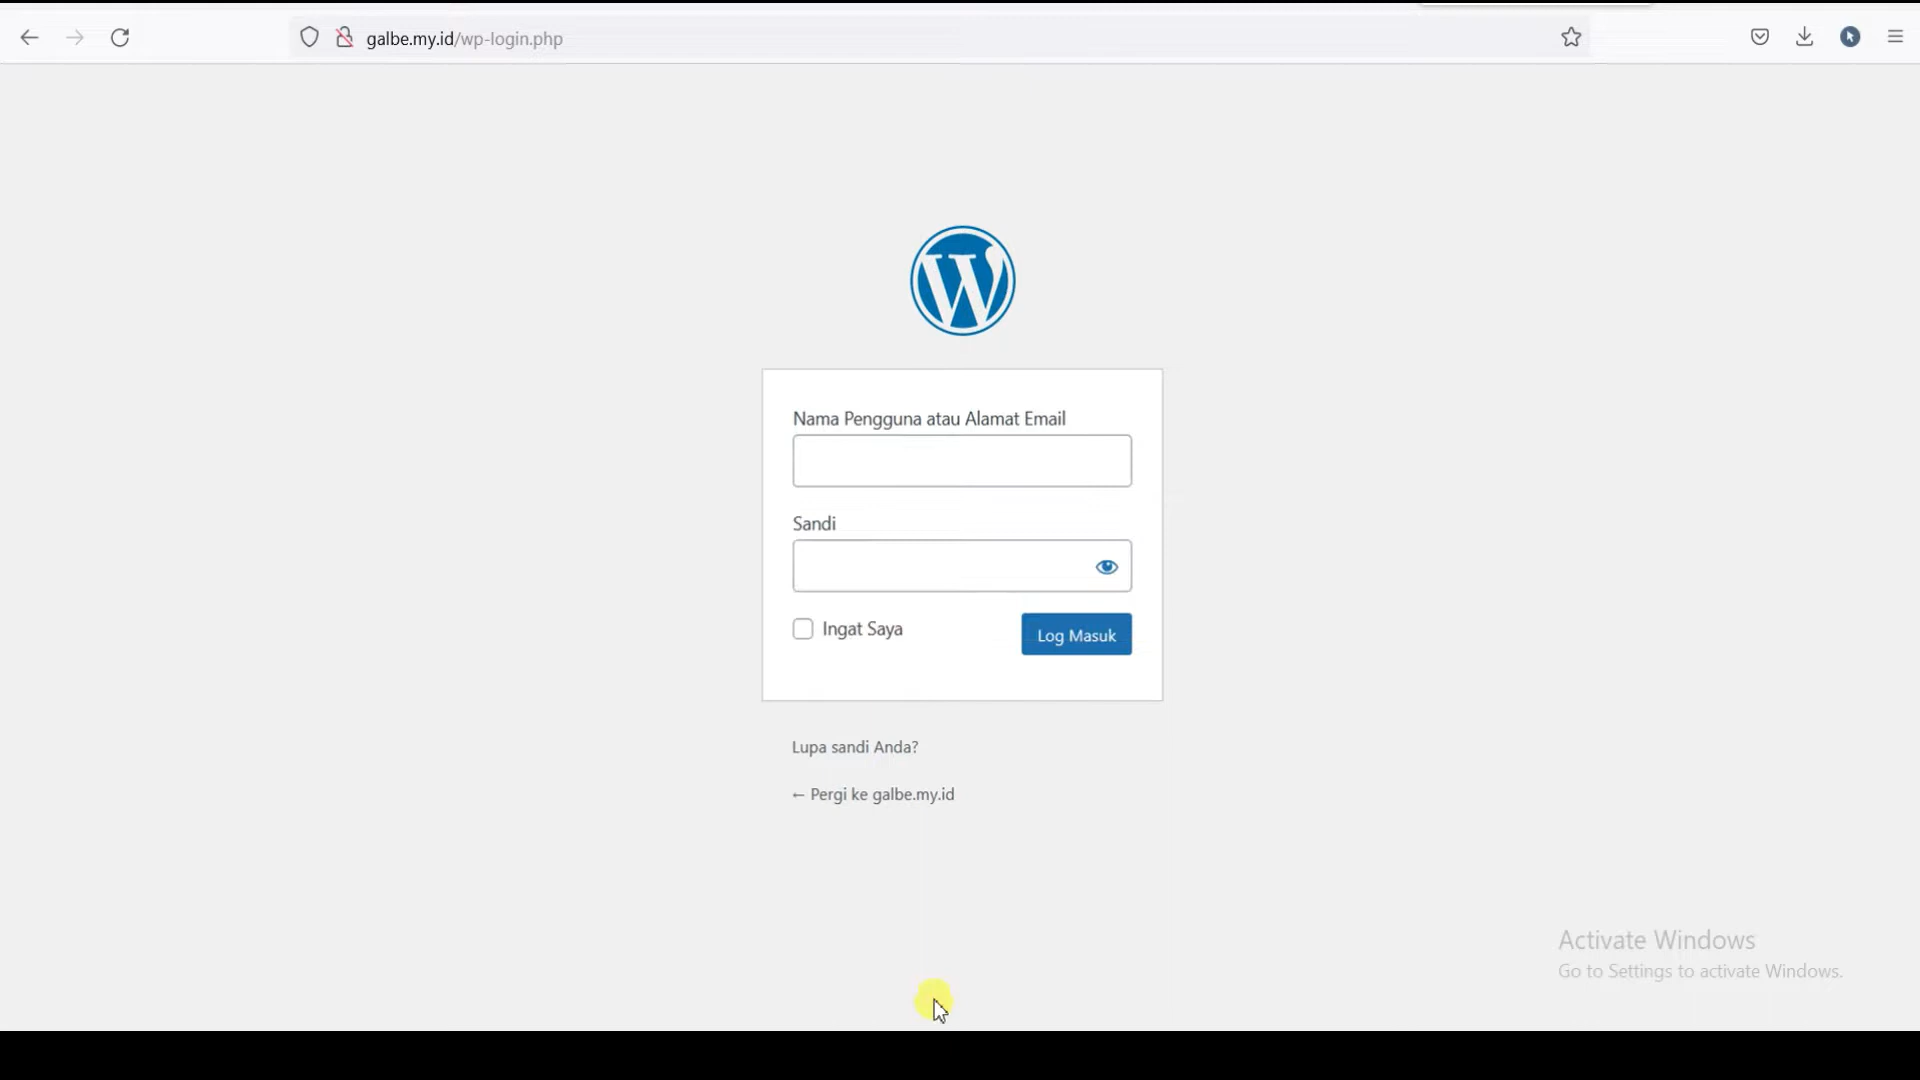 galbe.my.id/wp-login.php
Nama Pengguna atau Alamat Email
Sandi
Ingat Saya
Log Masuk
Lupa sandi Anda?
← Pergi ke galbe.my.id
Activate Windows
Go to Settings to activate Windows.